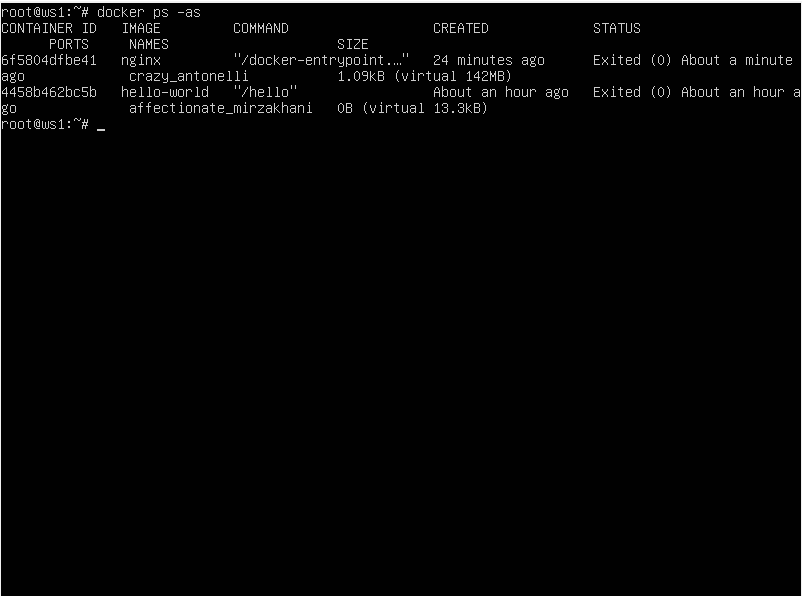 root@ws1:~# docker ps -as
CONTAINER ID   IMAGE         COMMAND                  CREATED             STATUS
      PORTS     NAMES                     SIZE
6f5804dfbe41   nginx         "/docker-entrypoint.…"   24 minutes ago      Exited (0) About a minute
ago             crazy_antonelli           1.09kB (virtual 142MB)
4458b462bc5b   hello-world   "/hello"                 About an hour ago   Exited (0) About an hour a
go              affectionate_mirzakhani   0B (virtual 13.3kB)
root@ws1:~# _